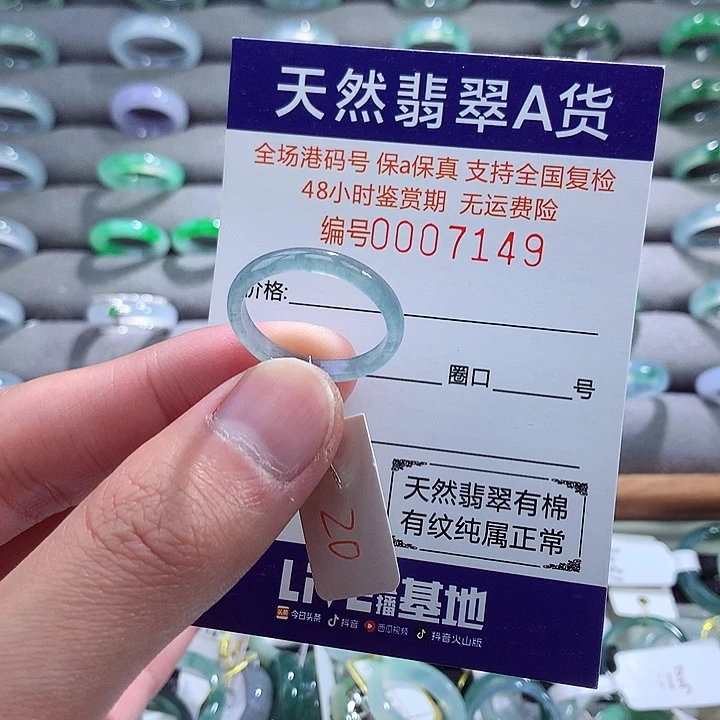 天然翡翠A货
全场港码号 保a保真 支持全国复检
48小时鉴赏期 无运费险
编号0007149
价格:
圈口 号
天然翡翠有棉
有纹纯属正常
20
LIVE播基地
今日头条 抖音 西瓜视频 抖音火山版